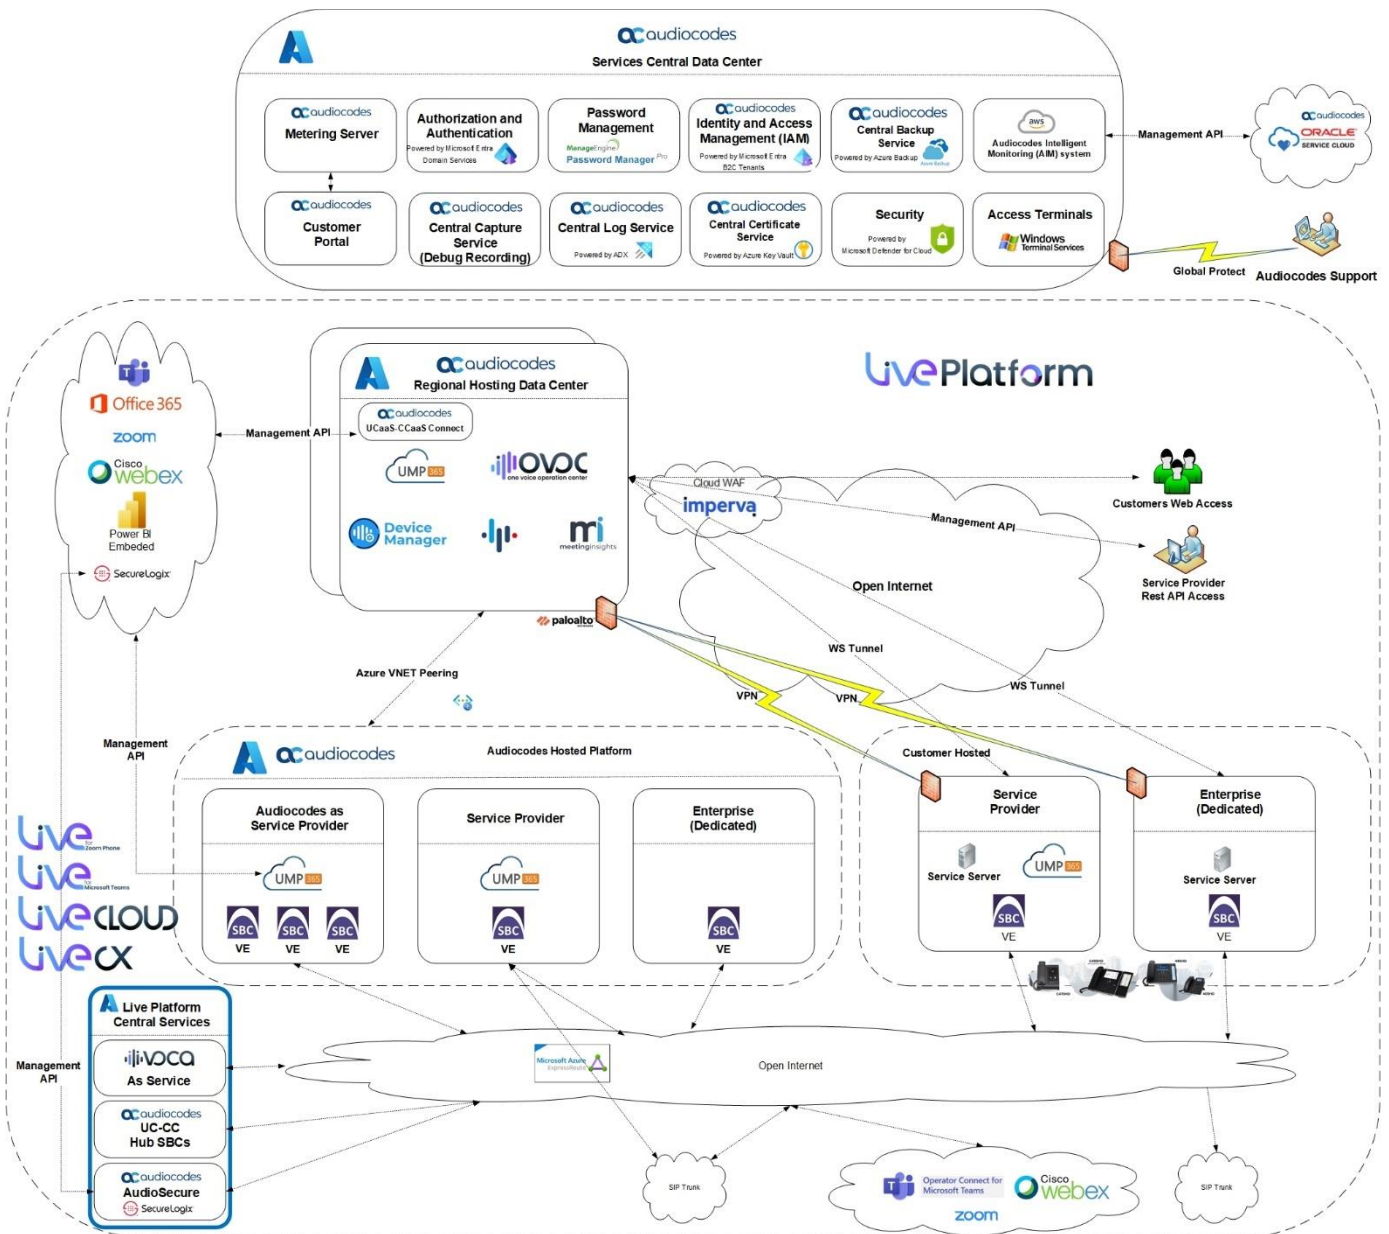 audiocodes
Services Central Data Center
audiocodes
Metering Server
Authorization and
Authentication
Powered by Microsoft Entra
Domain Services
Password
Management
ManageEngine
Password Manager Pro
audiocodes
Identity and Access
Management (IAM)
Powered by Microsoft Entra
B2C Tenants
audiocodes
Central Backup
Service
Powered by Azure Backup
Azure Backup
aws
Audiocodes Intelligent
Monitoring (AIM) system
Management API
audiocodes
ORACLE
SERVICE CLOUD
audiocodes
Customer
Portal
audiocodes
Central Capture
Service
(Debug Recording)
audiocodes
Central Log Service
Powered by ADX
audiocodes
Central Certificate
Service
Powered by Azure Key Vault
Security
Powered by
Microsoft Defender for Cloud
Access Terminals
Windows
Terminal Services
Global Protect
Audiocodes Support
Office 365
zoom
Cisco
webex
Power BI
Embeded
SecureLogix
Management API
audiocodes
Regional Hosting Data Center
audiocodes
UCaaS-CCaaS Connect
UMP 365
OVOC
one voice operation center
Device
Manager
mi
meetinginsights
Live Platform
Cloud WAF
imperva
Customers Web Access
Management API
Service Provider
Rest API Access
Open Internet
paloalto
WS Tunnel
WS Tunnel
VPN
VPN
Azure VNET Peering
Management
API
audiocodes
Audiocodes Hosted Platform
Audiocodes as
Service Provider
UMP 365
SBC SBC SBC
VE VE VE
Service Provider
UMP 365
SBC
VE
Enterprise
(Dedicated)
SBC
VE
Customer Hosted
Service
Provider
Service Server
UMP 365
SBC
VE
Enterprise
(Dedicated)
Service Server
SBC
VE
Live
for
Zoom Phone
Live
for
Microsoft Teams
Live CLOUD
Live CX
Live Platform
Central Services
VOCA
As Service
audiocodes
UC-CC
Hub SBCs
audiocodes
AudioSecure
SecureLogix
Management
API
Microsoft Azure
ExpressRoute
Open Internet
SIP Trunk
Operator Connect for
Microsoft Teams
Cisco
webex
zoom
SIP Trunk